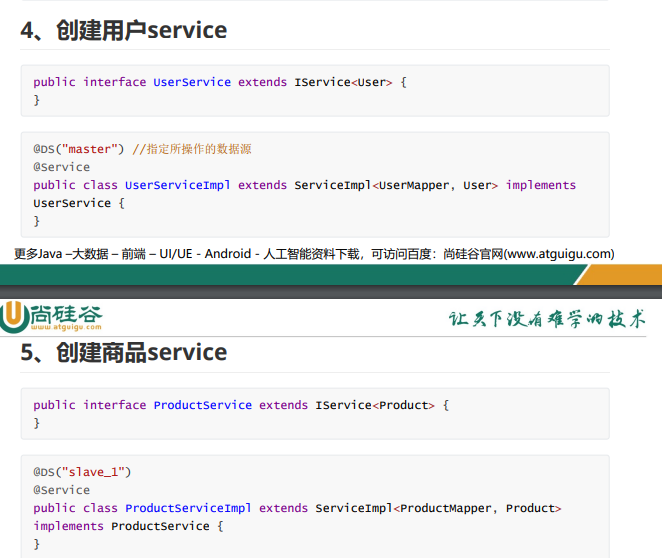 4、创建用户service
public interface UserService extends IService<User> {
}
@DS("master") //指定所操作的数据源
@Service
public class UserServiceImpl extends ServiceImpl<UserMapper, User> implements
UserService {
}
更多Java –大数据 – 前端 – UI/UE - Android - 人工智能资料下载，可访问百度：尚硅谷官网(www.atguigu.com)
尚硅谷
www.atguigu.com
让天下没有难学的技术
5、创建商品service
public interface ProductService extends IService<Product> {
}
@DS("slave_1")
@Service
public class ProductServiceImpl extends ServiceImpl<ProductMapper, Product>
implements ProductService {
}